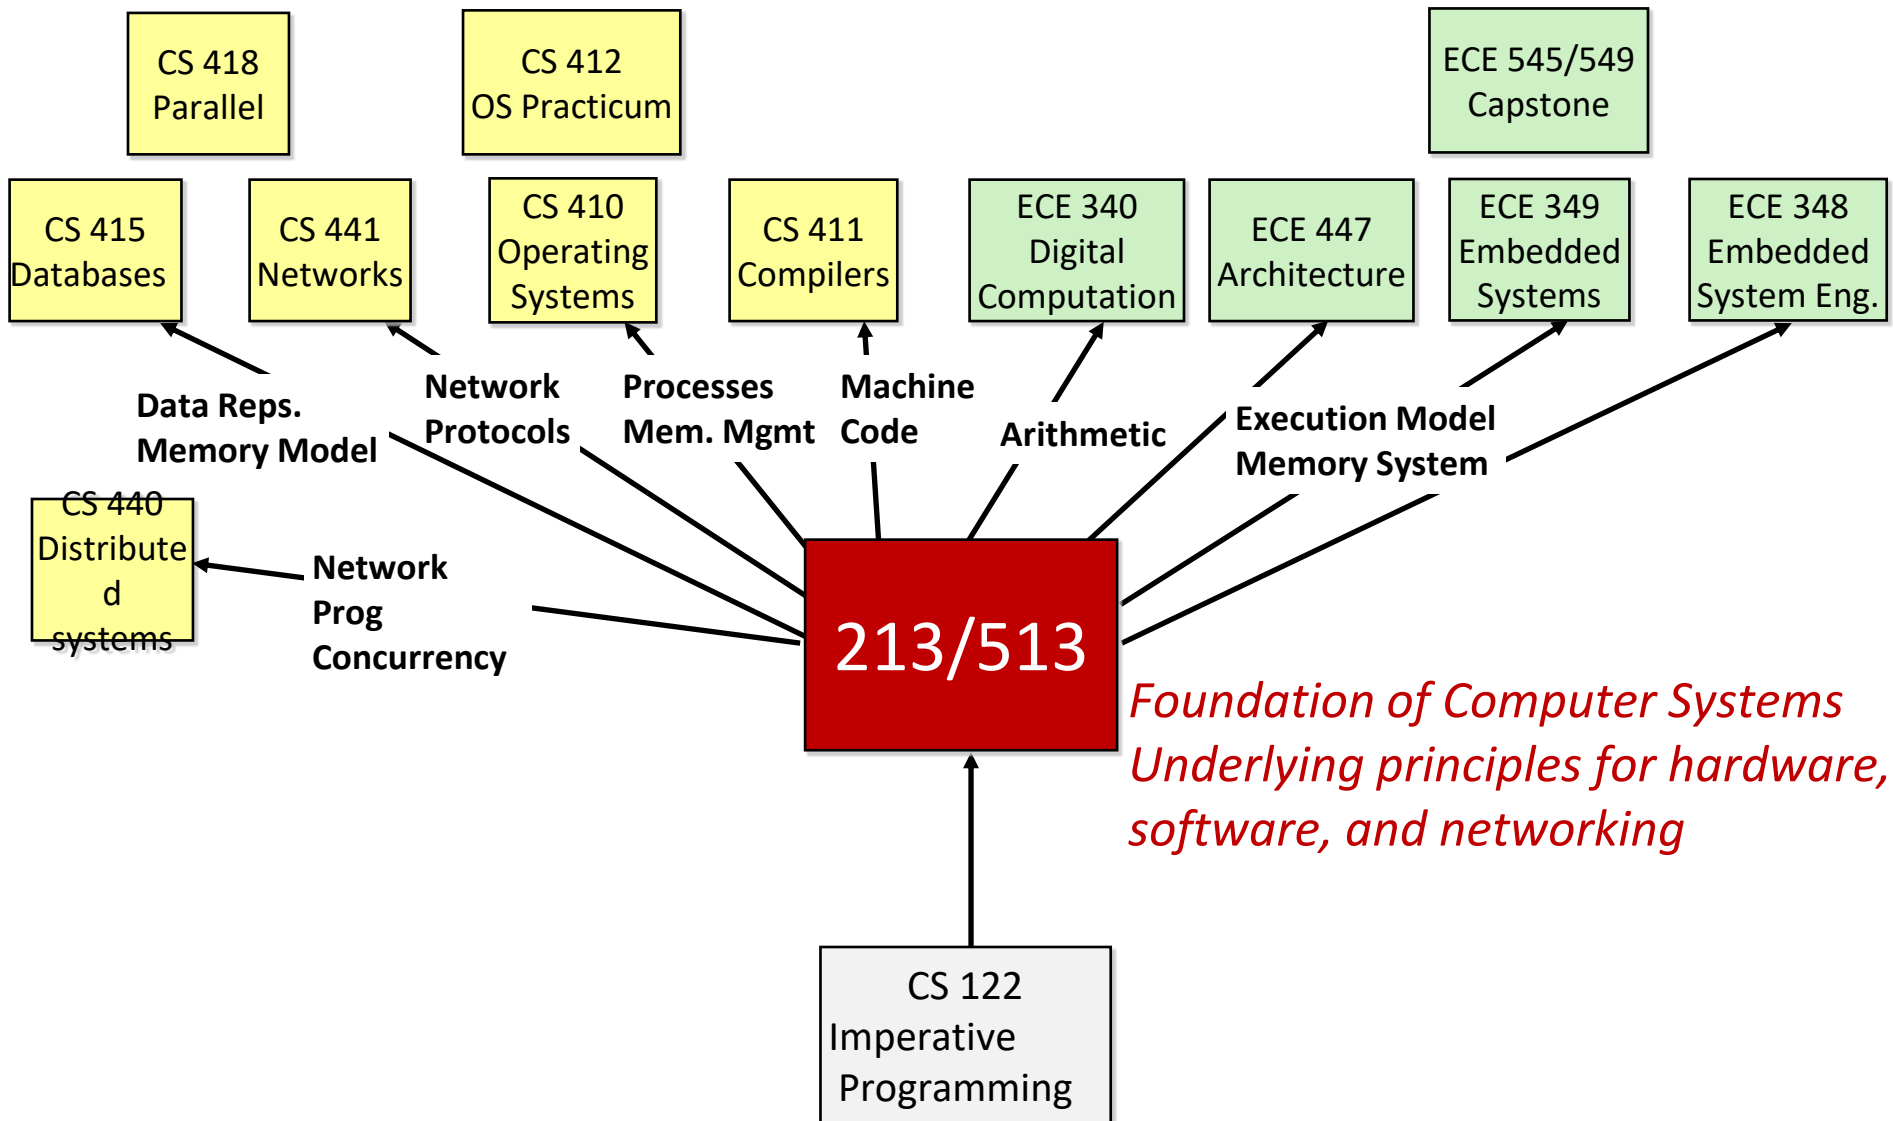 CS 418
Parallel
CS 412
OS Practicum
ECE 545/549
Capstone
CS 415
Databases
CS 441
Networks
CS 410
Operating
Systems
CS 411
Compilers
ECE 340
Digital
Computation
ECE 447
Architecture
ECE 349
Embedded
Systems
ECE 348
Embedded
System Eng.
Data Reps.
Memory Model
Network
Protocols
Processes
Mem. Mgmt
Machine
Code
Arithmetic
Execution Model
Memory System
CS 440
Distribute
d
systems
Network
Prog
Concurrency
213/513
Foundation of Computer Systems
Underlying principles for hardware,
software, and networking
CS 122
Imperative
Programming